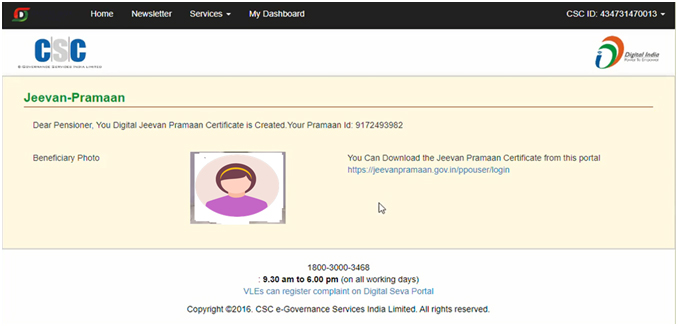 Home Newsletter Services My Dashboard CSC ID: 434731470013
CSC
E-GOVERNANCE SERVICES INDIA LIMITED
Digital India
Power To Empower
Jeevan-Pramaan
Dear Pensioner, You Digital Jeevan Pramaan Certificate is Created.Your Pramaan Id: 9172493982
Beneficiary Photo
You Can Download the Jeevan Pramaan Certificate from this portal
https://jeevanpramaan.gov.in/ppouser/login
1800-3000-3468
: 9.30 am to 6.00 pm (on all working days)
VLEs can register complaint on Digital Seva Portal
Copyright ©2016. CSC e-Governance Services India Limited. All rights reserved.